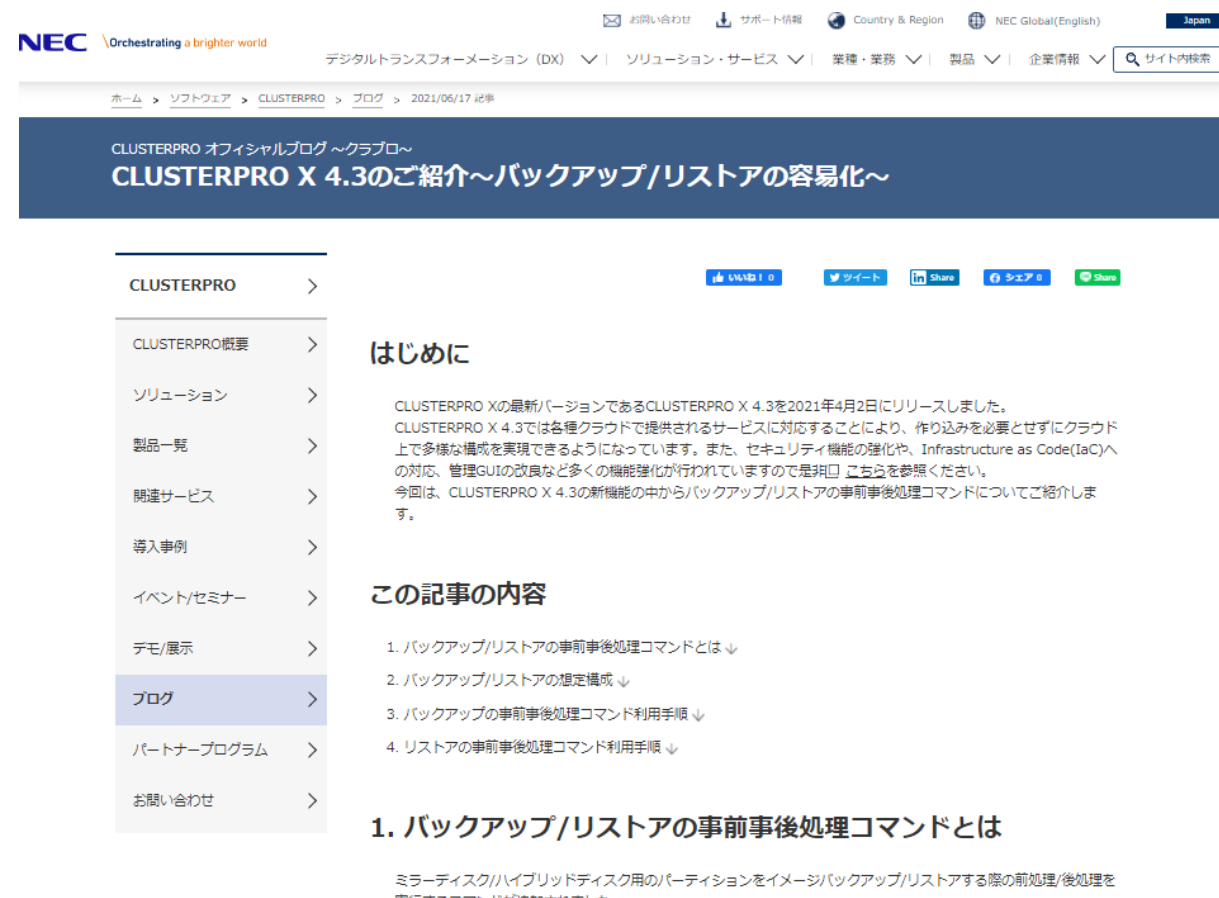 お問い合わせ サポート情報 Country & Region NEC Global(English) Japan
NEC \Orchestrating a brighter world
デジタルトランスフォーメーション（DX） ソリューション・サービス 業種・業務 製品 企業情報 サイト内検索
ホーム > ソフトウェア > CLUSTERPRO > ブログ > 2021/06/17 記事
CLUSTERPRO オフィシャルブログ ～クラブロ～
CLUSTERPRO X 4.3のご紹介～バックアップ/リストアの容易化～
CLUSTERPRO
CLUSTERPRO概要
ソリューション
製品一覧
関連サービス
導入事例
イベント/セミナー
デモ/展示
ブログ
パートナープログラム
お問い合わせ
いいね！ 0 ツイート in Share シェア 0 Share
はじめに
CLUSTERPRO Xの最新バージョンであるCLUSTERPRO X 4.3を2021年4月2日にリリースしました。
CLUSTERPRO X 4.3では各種クラウドで提供されるサービスに対応することにより、作り込みを必要とせずにクラウド
上で多様な構成を実現できるようになっています。また、セキュリティ機能の強化や、Infrastructure as Code(IaC)へ
の対応、管理GUIの改良など多くの機能強化が行われていますので是非□ こちらを参照ください。
今回は、CLUSTERPRO X 4.3の新機能の中からバックアップ/リストアの事前事後処理コマンドについてご紹介しま
す。
この記事の内容
1. バックアップ/リストアの事前事後処理コマンドとは
2. バックアップ/リストアの想定構成
3. バックアップの事前事後処理コマンド利用手順
4. リストアの事前事後処理コマンド利用手順
1. バックアップ/リストアの事前事後処理コマンドとは
ミラーディスク/ハイブリッドディスク用のパーティションをイメージバックアップ/リストアする際の前処理/後処理を